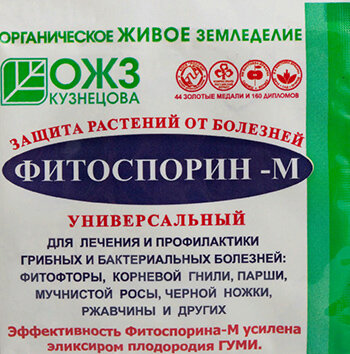 ОРГАНИЧЕСКОЕ ЖИВОЕ ЗЕМЛЕДЕЛИЕ
ОЖЗ
КУЗНЕЦОВА
44 ЗОЛОТЫЕ МЕДАЛИ И 160 ДИПЛОМОВ
ЗАЩИТА РАСТЕНИЙ ОТ БОЛЕЗНЕЙ
ФИТОСПОРИН -М
УНИВЕРСАЛЬНЫЙ
ДЛЯ ЛЕЧЕНИЯ И ПРОФИЛАКТИКИ
ГРИБНЫХ И БАКТЕРИАЛЬНЫХ БОЛЕЗНЕЙ:
ФИТОФТОРЫ, КОРНЕВОЙ ГНИЛИ, ПАРШИ,
МУЧНИСТОЙ РОСЫ, ЧЕРНОЙ НОЖКИ,
РЖАВЧИНЫ И ДРУГИХ
Эффективность Фитоспорина-М усилена
эликсиром плодородия ГУМИ.